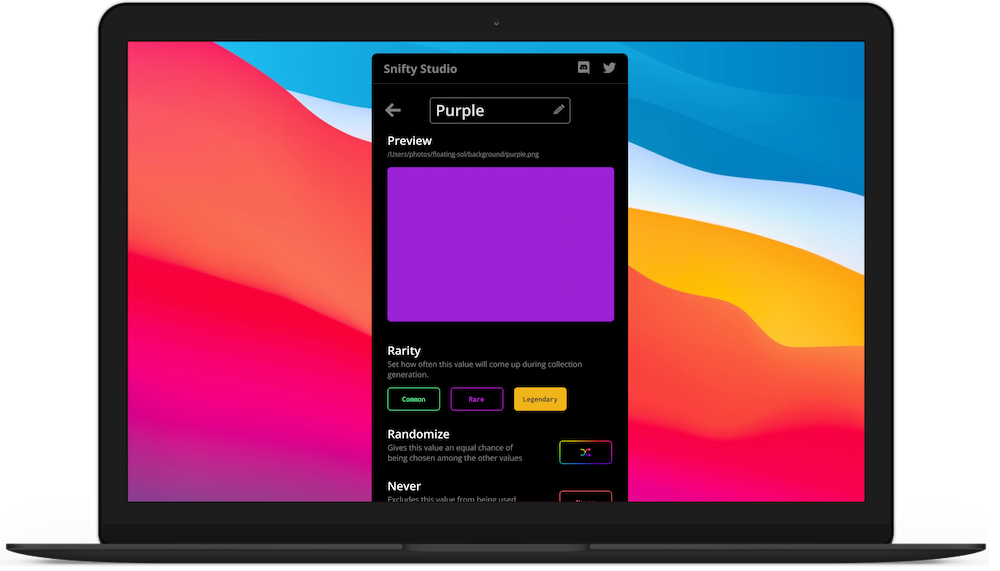 Snifty Studio
Purple
Preview
/Users/photos/floating-sol/background/purple.png
Rarity
Set how often this value will come up during collection
generation.
Common Rare Legendary
Randomize
Gives this value an equal chance of
being chosen among the other values
Never
Excludes this value from being used